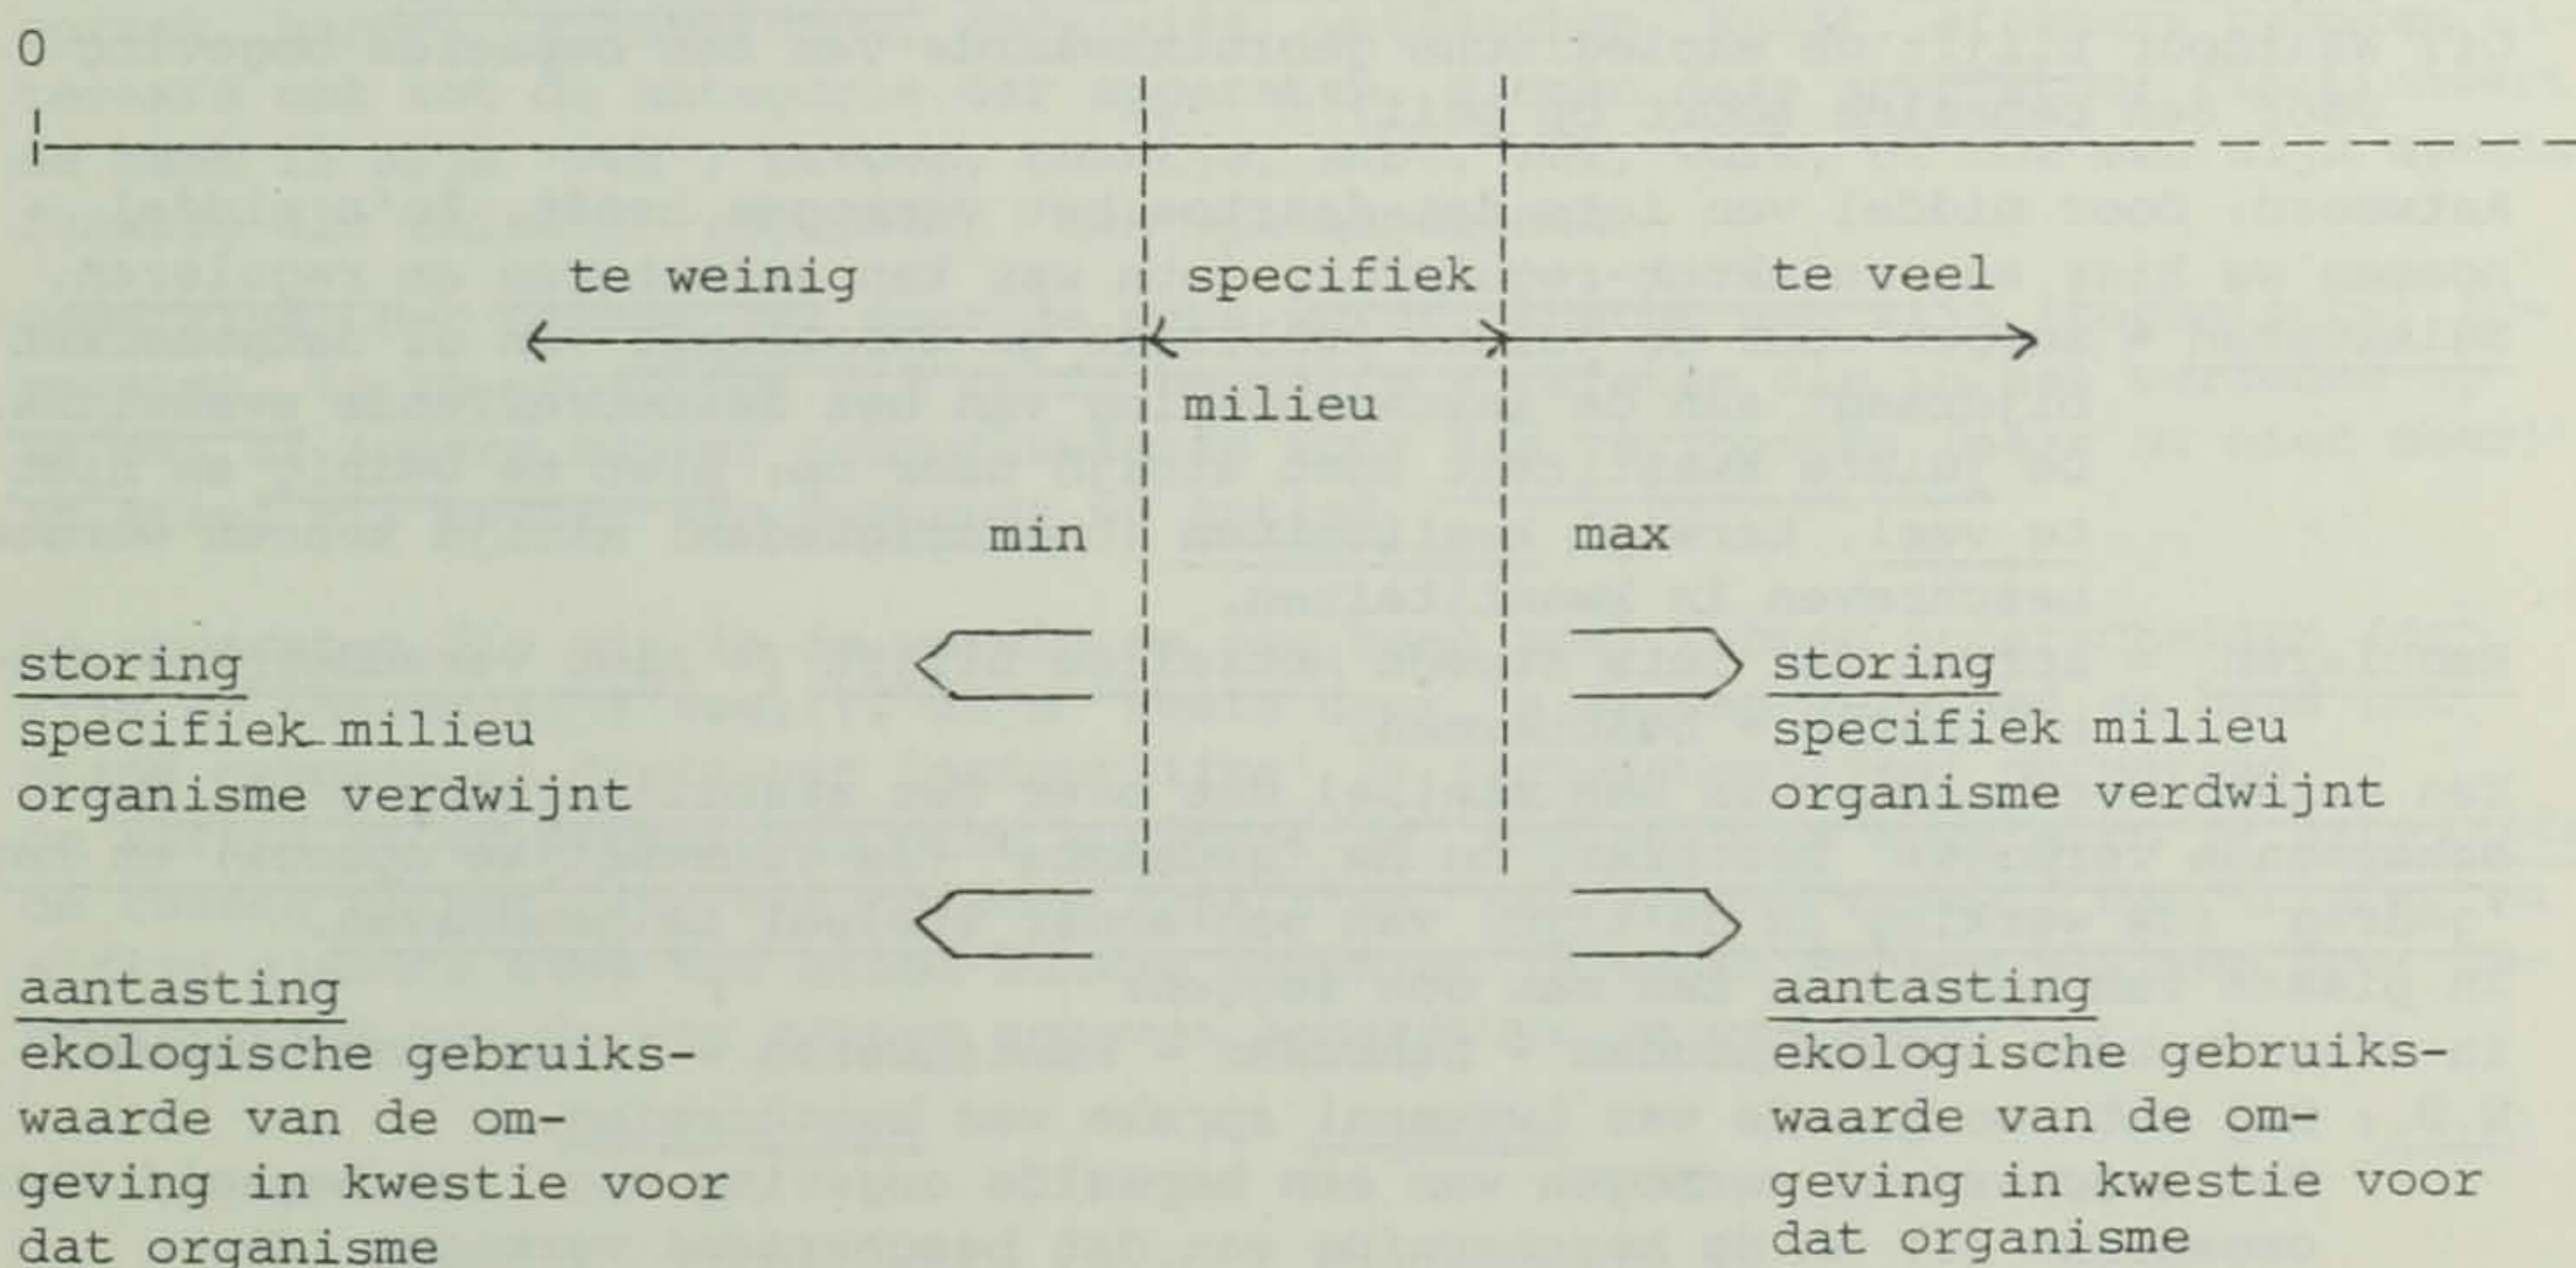 0
te weinig specifiek te veel
milieu
min max
storing storing
specifiek milieu specifiek milieu
organisme verdwijnt organisme verdwijnt
aantasting aantasting
ekologische gebruiks- ekologische gebruiks-
waarde van de om- waarde van de om-
geving in kwestie voor geving in kwestie voor
dat organisme dat organisme